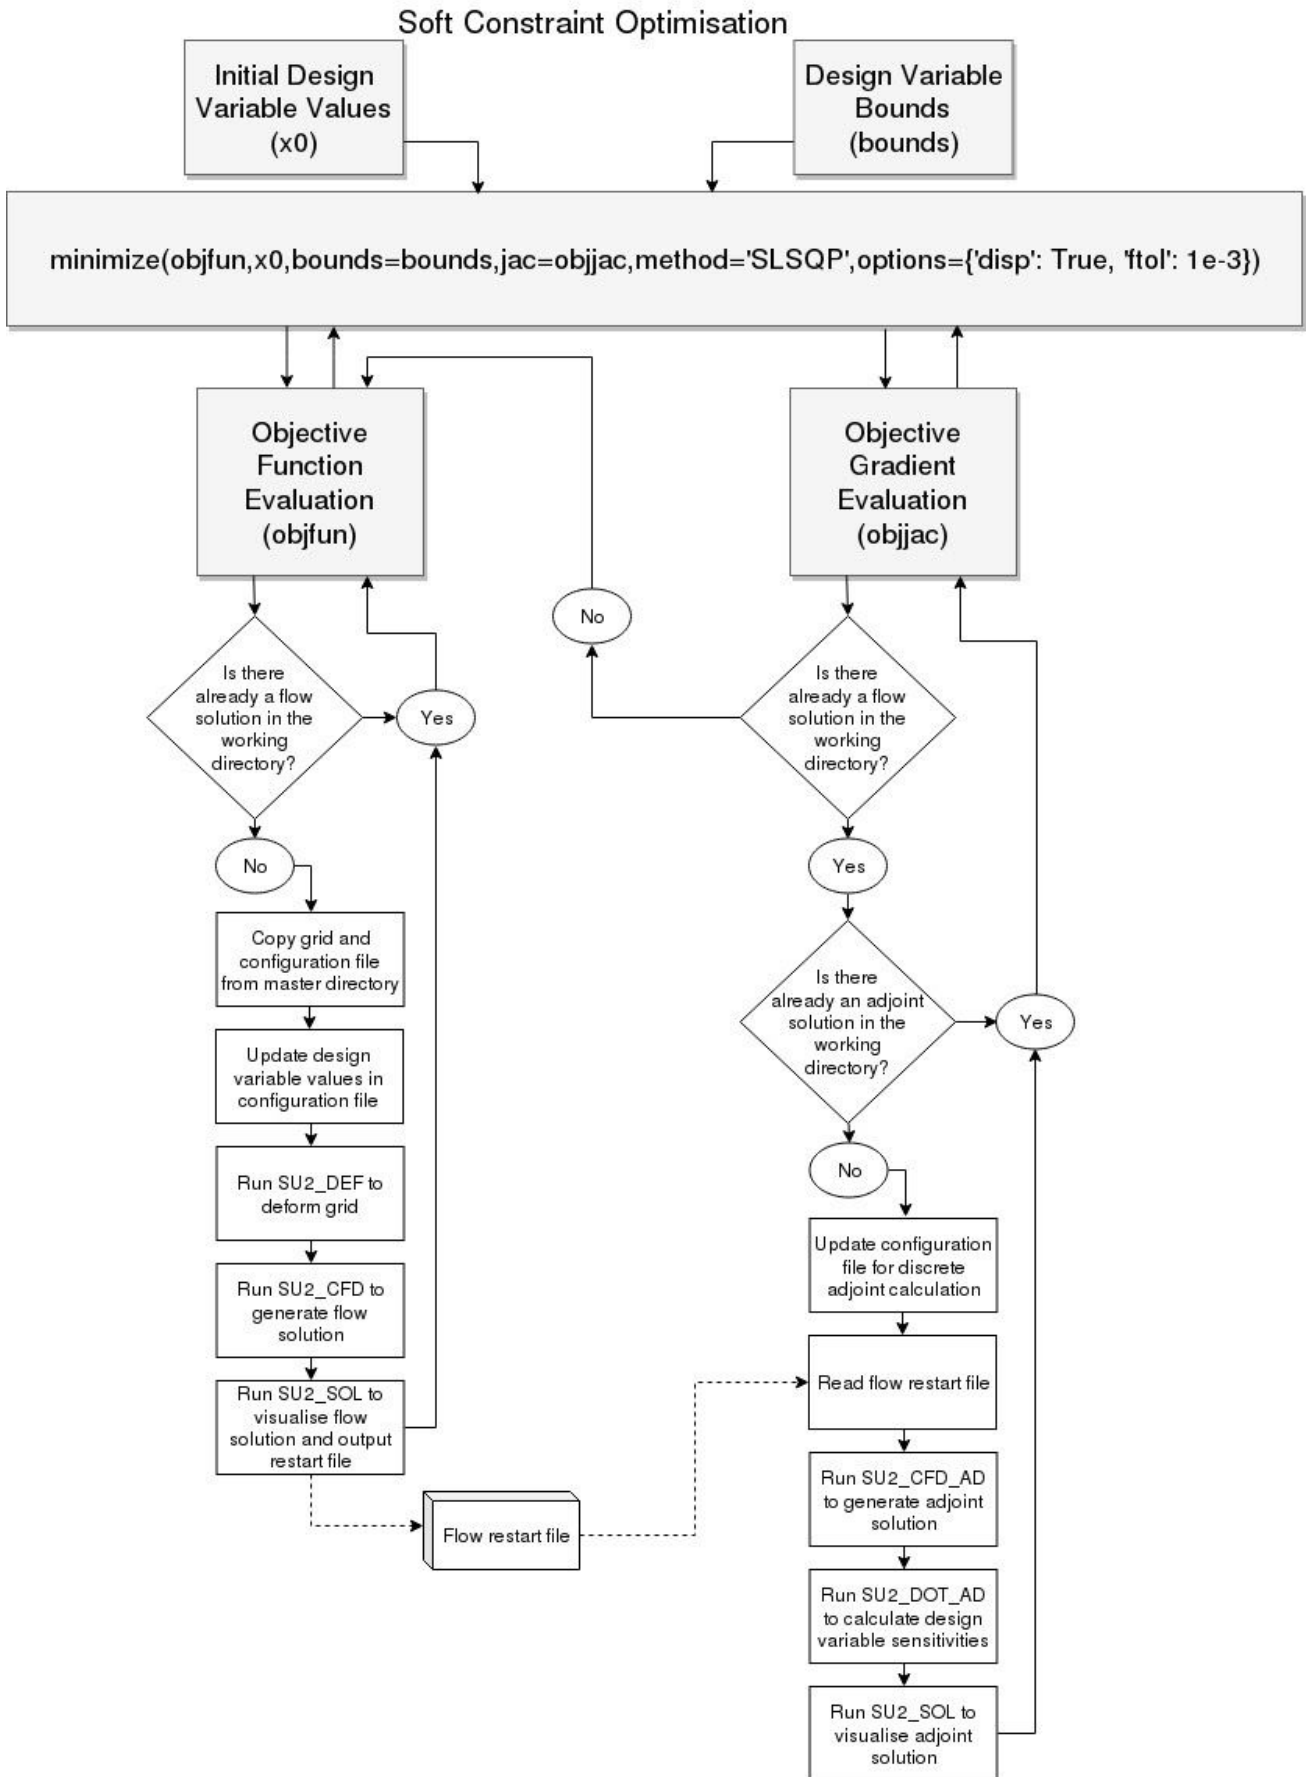 Soft Constraint Optimisation
Initial Design
Variable Values
(x0)
Design Variable
Bounds
(bounds)
minimize(objfun,x0,bounds=bounds,jac=objjac,method='SLSQP',options={'disp': True, 'ftol': 1e-3})
Objective
Function
Evaluation
(objfun)
Objective
Gradient
Evaluation
(objjac)
No
Is there
already a flow
solution in the
working
directory?
Yes
Is there
already a flow
solution in the
working
directory?
No
Yes
Copy grid and
configuration file
from master directory
Is there
already an adjoint
solution in the
working
directory?
Yes
Update design
variable values in
configuration file
Run SU2_DEF to
deform grid
No
Run SU2_CFD to
generate flow
solution
Update configuration
file for discrete
adjoint calculation
Run SU2_SOL to
visualise flow
solution and output
restart file
Read flow restart file
Flow restart file
Run SU2_CFD_AD
to generate adjoint
solution
Run SU2_DOT_AD
to calculate design
variable sensitivities
Run SU2_SOL to
visualise adjoint
solution